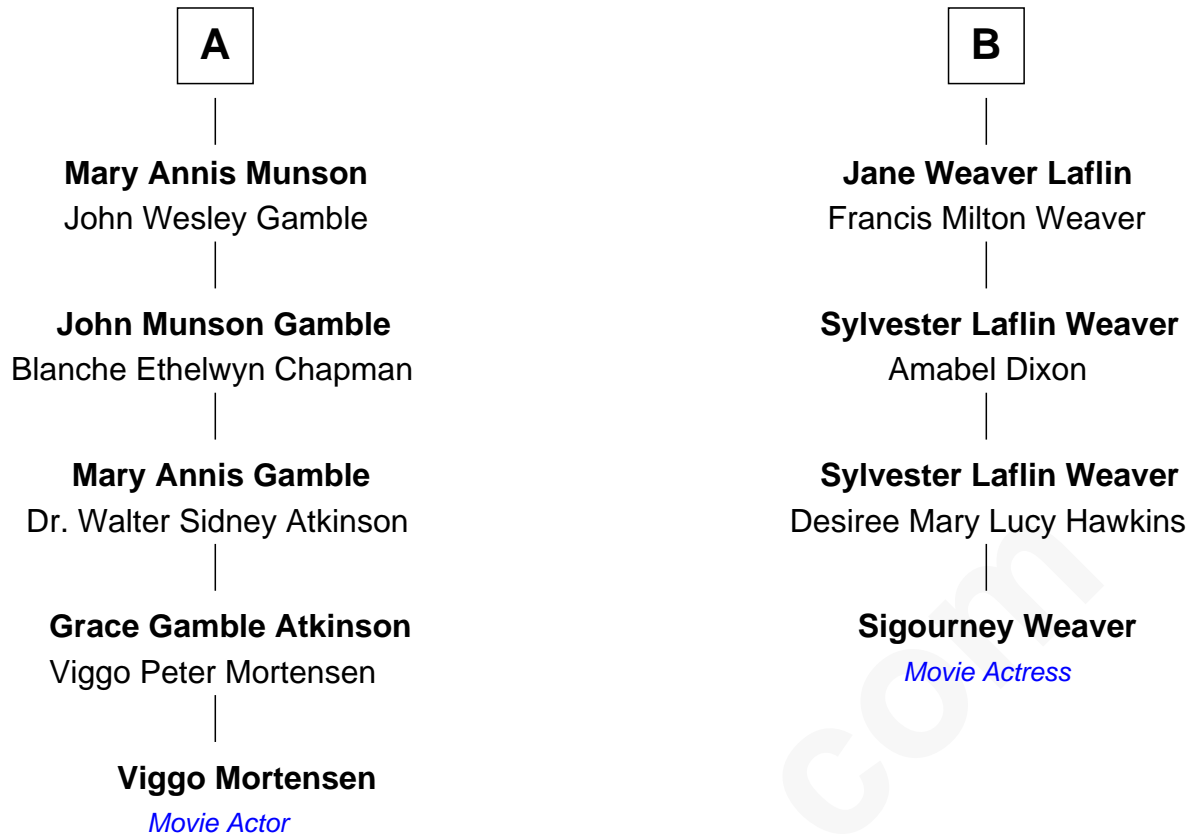 A
Mary Annis Munson
John Wesley Gamble
John Munson Gamble
Blanche Ethelwyn Chapman
Mary Annis Gamble
Dr. Walter Sidney Atkinson
Grace Gamble Atkinson
Viggo Peter Mortensen
Viggo Mortensen
Movie Actor
B
Jane Weaver Laflin
Francis Milton Weaver
Sylvester Laflin Weaver
Amabel Dixon
Sylvester Laflin Weaver
Desiree Mary Lucy Hawkins
Sigourney Weaver
Movie Actress
com